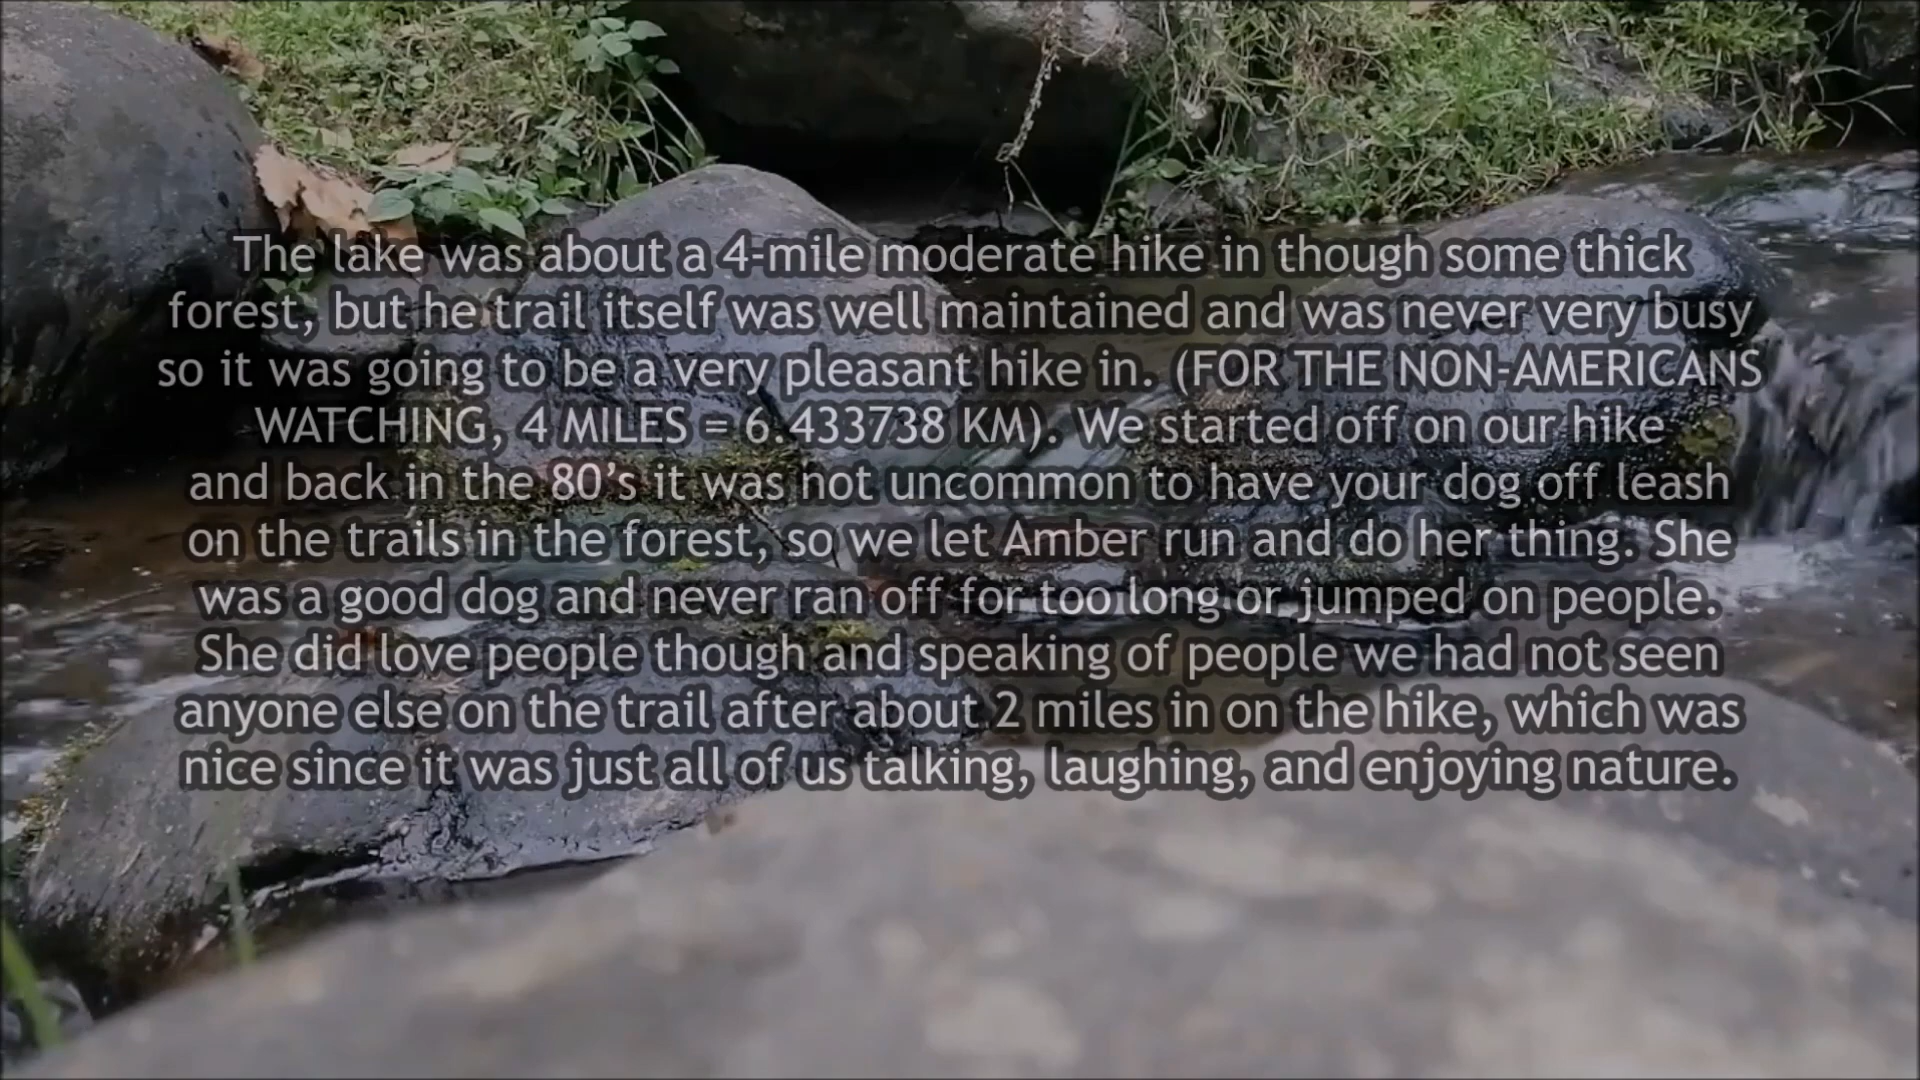 The lake was about a 4-mile moderate hike in though some thick
forest, but he trail itself was well maintained and was never very busy
so it was going to be a very pleasant hike in. (FOR THE NON-AMERICANS
WATCHING, 4 MILES = 6.433738 KM). We started off on our hike
and back in the 80’s it was not uncommon to have your dog off leash
on the trails in the forest, so we let Amber run and do her thing. She
was a good dog and never ran off for too long or jumped on people.
She did love people though and speaking of people we had not seen
anyone else on the trail after about 2 miles in on the hike, which was
nice since it was just all of us talking, laughing, and enjoying nature.